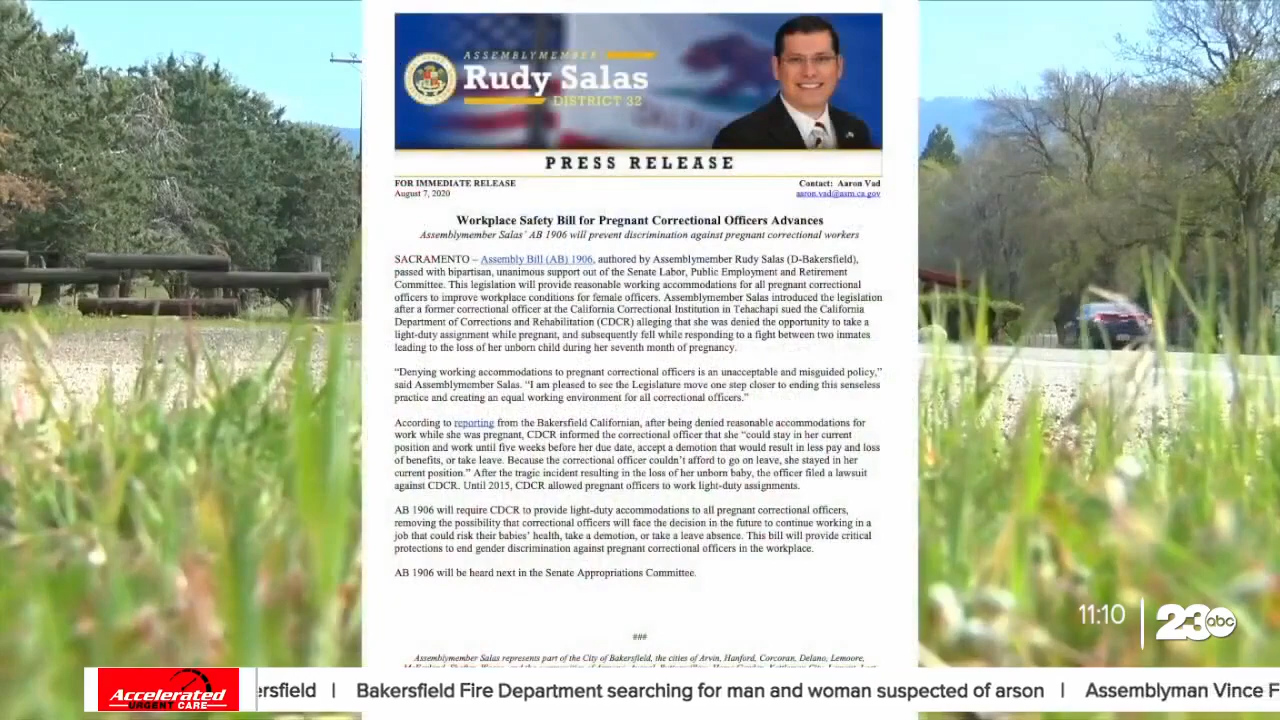 ASSEMBLYMEMBER
Rudy Salas
DISTRICT 32
PRESS RELEASE
FOR IMMEDIATE RELEASE
Contact: Aaron Vad
August 7, 2020
aaron.vad@asm.ca.gov
Workplace Safety Bill for Pregnant Correctional Officers Advances
Assemblymember Salas' AB 1906 will prevent discrimination against pregnant correctional workers
SACRAMENTO – Assembly Bill (AB) 1906, authored by Assemblymember Rudy Salas (D-Bakersfield),
passed with bipartisan, unanimous support out of the Senate Labor, Public Employment and Retirement
Committee. This legislation will provide reasonable working accommodations for all pregnant correctional
officers to improve workplace conditions for female officers. Assemblymember Salas introduced the legislation
after a former correctional officer at the California Correctional Institution in Tehachapi sued the California
Department of Corrections and Rehabilitation (CDCR) alleging that she was denied the opportunity to take a
light-duty assignment while pregnant, and subsequently fell while responding to a fight between two inmates
leading to the loss of her unborn child during her seventh month of pregnancy.
“Denying working accommodations to pregnant correctional officers is an unacceptable and misguided policy,”
said Assemblymember Salas. “I am pleased to see the Legislature move one step closer to ending this senseless
practice and creating an equal working environment for all correctional officers.”
According to reporting from the Bakersfield Californian, after being denied reasonable accommodations for
work while she was pregnant, CDCR informed the correctional officer that she “could stay in her current
position and work until five weeks before her due date, accept a demotion that would result in less pay and loss
of benefits, or take leave. Because the correctional officer couldn't afford to go on leave, she stayed in her
current position.” After the tragic incident resulting in the loss of her unborn baby, the officer filed a lawsuit
against CDCR. Until 2015, CDCR allowed pregnant officers to work light-duty assignments.
AB 1906 will require CDCR to provide light-duty accommodations to all pregnant correctional officers,
removing the possibility that correctional officers will face the decision in the future to continue working in a
job that could risk their babies' health, take a demotion, or take a leave absence. This bill will provide critical
protections to end gender discrimination against pregnant correctional officers in the workplace.
AB 1906 will be heard next in the Senate Appropriations Committee.
###
Assemblymember Salas represents part of the City of Bakersfield, the cities of Arvin, Hanford, Corcoran, Delano, Lemoore,
11:10
23 abc
Accelerated
URGENT CARE
ersfield | Bakersfield Fire Department searching for man and woman suspected of arson | Assemblyman Vince F